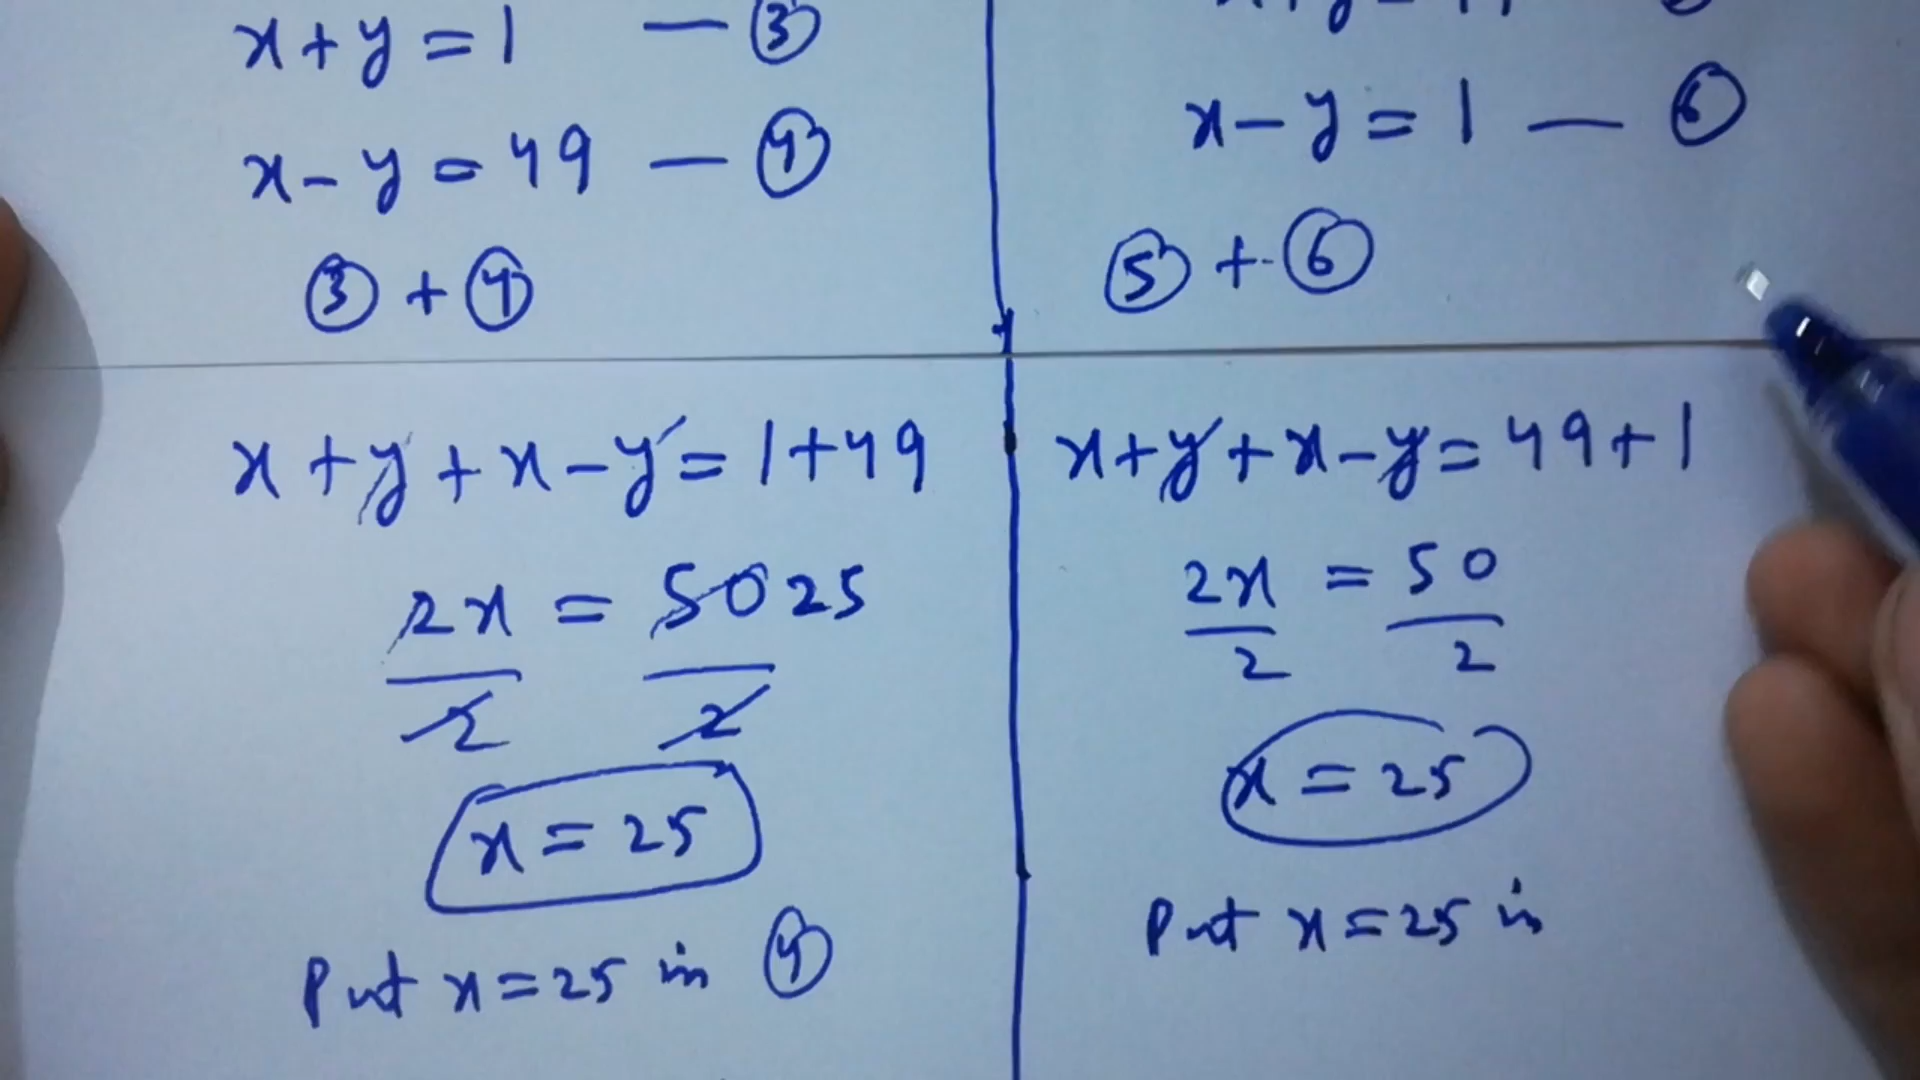 x+y=1 — ③
x-y=49 — ④
③ + ④
x+y+x-y=1+49
2x = 50 25
2 2
x=25
Put x=25 in ④
x-y=1 — ⑥
⑤ + ⑥
x+y+x-y=49+1
2x = 50
2 2
x=25
Put x=25 in